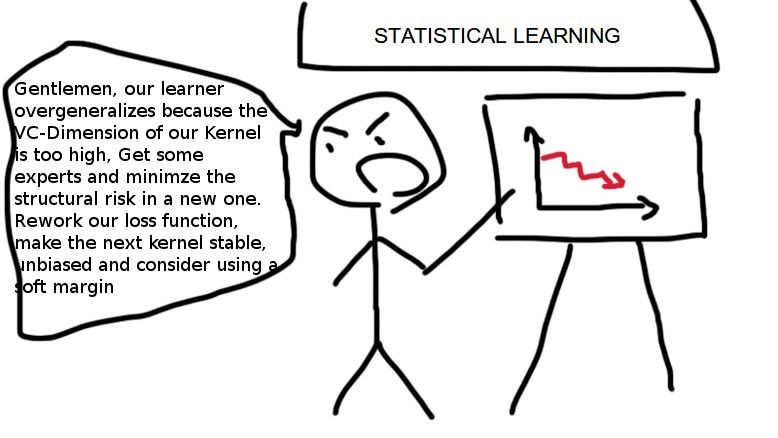 STATISTICAL LEARNING
Gentlemen, our learner
overgeneralizes because the
VC-Dimension of our Kernel
is too high, Get some
experts and minimze the
structural risk in a new one.
Rework our loss function,
make the next kernel stable,
unbiased and consider using a
soft margin